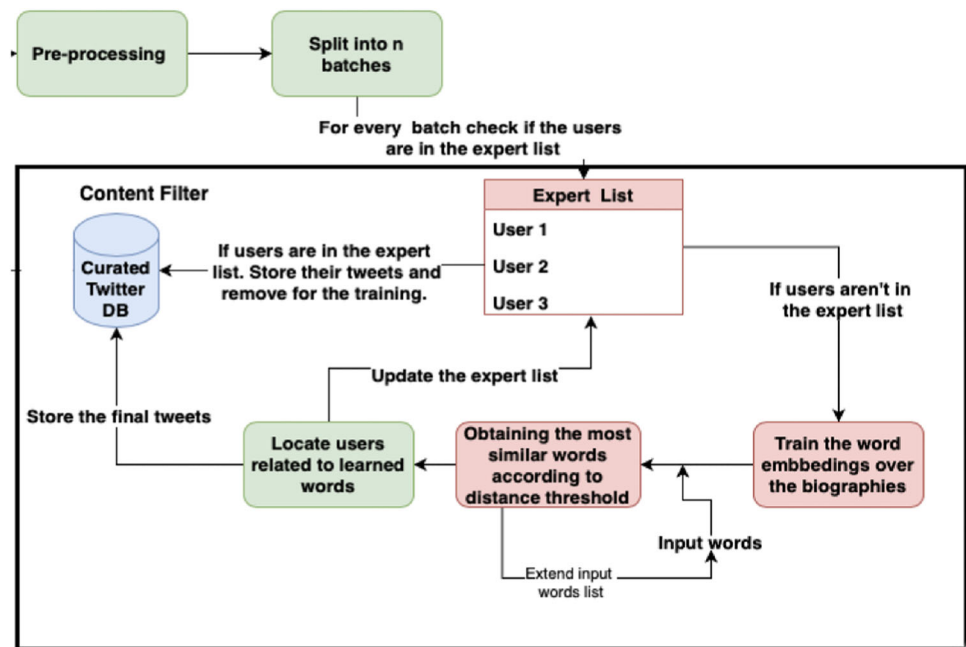 Pre-processing
Split into n
batches
For every batch check if the users
are in the expert list
Content Filter
Expert List
User 1
User 2
User 3
Curated
Twitter
DB
If users are in the expert
list. Store their tweets and
remove for the training.
If users aren't in
the expert list
Update the expert list
Store the final tweets
Locate users
related to learned
words
Obtaining the most
similar words
according to
distance threshold
Train the word
embbedings over
the biographies
Input words
Extend input
words list